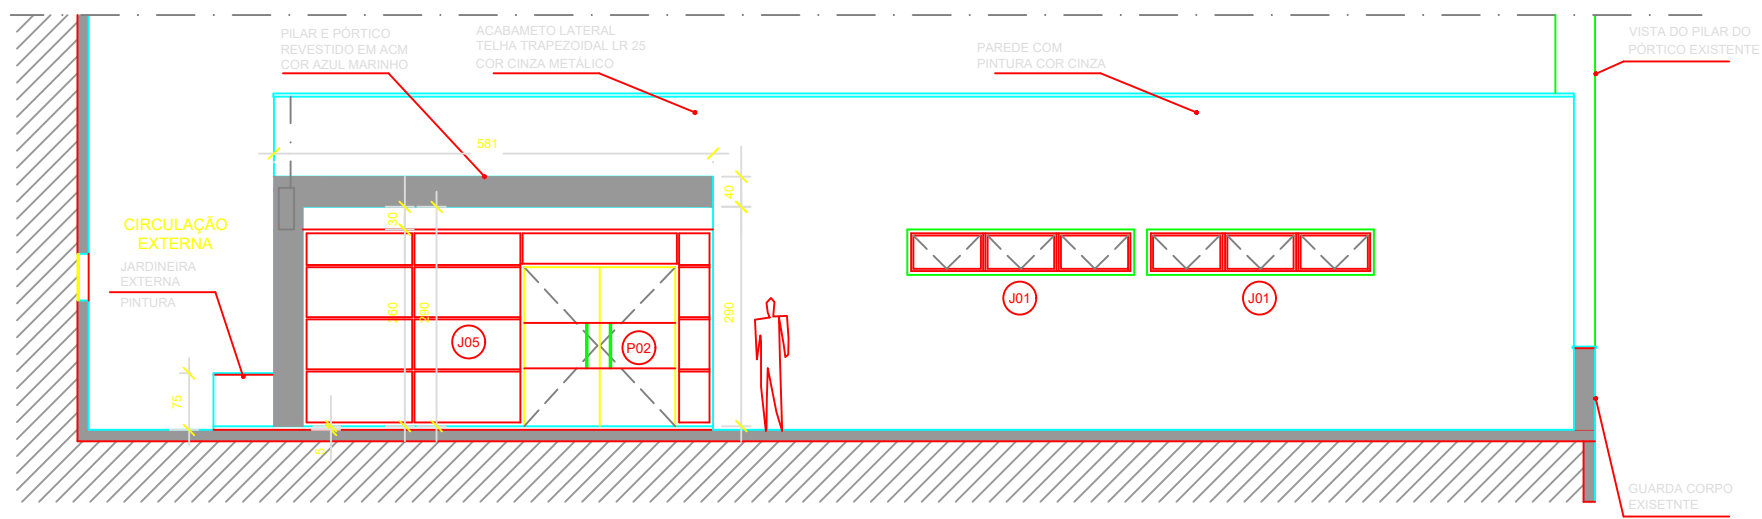 PILAR E PÓRTICO
REVESTIDO EM ACM
COR AZUL MARINHO
ACABAMETO LATERAL
TELHA TRAPEZOIDAL LR 25
COR CINZA METÁLICO
PAREDE COM
PINTURA COR CINZA
VISTA DO PILAR DO
PÓRTICO EXISTENTE
581
40
30
CIRCULAÇÃO
EXTERNA
JARDINEIRA
EXTERNA
PINTURA
260
290
290
J01
J01
J05
P02
75
5
GUARDA CORPO
EXISETNTE